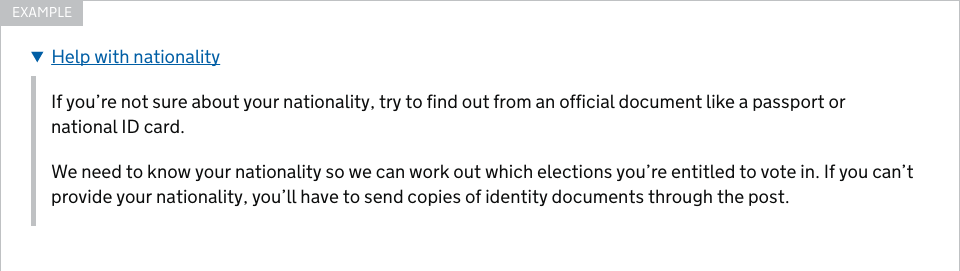 EXAMPLE
Help with nationality
If you’re not sure about your nationality, try to find out from an official document like a passport or
national ID card.
We need to know your nationality so we can work out which elections you’re entitled to vote in. If you can’t
provide your nationality, you’ll have to send copies of identity documents through the post.